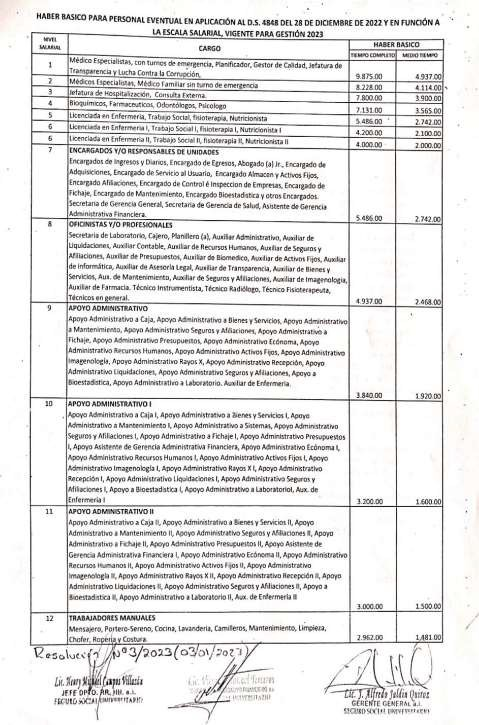 HABER BASICO PARA PERSONAL EVENTUAL EN APLICACIÓN AL D.S. 4848 DEL 28 DE DICIEMBRE DE 2022 Y EN FUNCIÓN A
LA ESCALA SALARIAL, VIGENTE PARA GESTIÓN 2023
NIVEL SALARIAL CARGO HABER BASICO
TIEMPO COMPLETO MEDIO TIEMPO
1 Médico Especialistas, con turnos de emergencia, Planificador, Gestor de Calidad, Jefatura de
Transparencia y Lucha Contra la Corrupción, 9.875.00 4.937.00
2 Médicos Especialistas, Médico Familiar sin turno de emergencia 8.228.00 4.114.00
3 Jefatura de Hospitalización, Consulta Externa. 7.800.00 3.900.00
4 Bioquímicos, Farmaceuticos, Odontólogos, Psicologo 7.131.00 3.565.00
5 Licenciada en Enfermeria, Trabajo Social, fisioterapia, Nutricionista 5.486.00 2.742.00
6 Licenciada en Enfermeria I, Trabajo Social I, fisioterapia I, Nutricionista I 4.200.00 2.100.00
6 Licenciada en Enfermeria II, Trabajo Social II, fisioterapia II, Nutricionista II 4.000.00 2.000.00
7 ENCARGADOS Y/O RESPONSABLES DE UNIDADES
Encargados de Ingresos y Diarios, Encargado de Egresos, Abogado (a) Jr., Encargado de
Adquisiciones, Encargado de Servicio al Usuario, Encargado Almacen y Activos Fijos,
Encargado Afiliaciones, Encargado de Control é Inspeccion de Empresas, Encargado de
Fichaje, Encargado de Mantenimiento, Encargado Bioestadistica y otros Encargados.
Secretaria de Gerencia General, Secretaria de Gerencia de Salud, Asistente de Gerencia
Administrativa Financiera. 5.486.00 2.742.00
8 OFICINISTAS Y/O PROFESIONALES
Secretaria de Laboratorio, Cajero, Planillero (a), Auxiliar Administrativo, Auxiliar de
Liquidaciones, Auxiliar Contable, Auxiliar de Recursos Humanos, Auxiliar de Seguros y
Afiliaciones, Auxiliar de Presupuestos, Auxiliar de Biomedico, Auxiliar de Activos Fijos, Auxiliar
de informática, Auxiliar de Asesoria Legal, Auxiliar de Transparencia, Auxiliar de Bienes y
Servicios, Aux. de Mantenimiento, Auxiliar de Seguros y Afiliaciones, Auxiliar de Imagenologia,
Auxiliar de Farmacia. Técnico Instrumentista, Técnico Radiólogo, Técnico Fisioterapeuta,
Técnicos en general. 4.937.00 2.468.00
9 APOYO ADMINISTRATIVO
Apoyo Administrativo a Caja, Apoyo Administrativo a Bienes y Servicios, Apoyo Administrativo
a Mantenimiento, Apoyo Administrativo Seguros y Afiliaciones, Apoyo Administrativo a
Fichaje, Apoyo Administrativo Presupuestos, Apoyo Administrativo Ecónoma, Apoyo
Administrativo Recursos Humanos, Apoyo Administrativo Activos Fijos, Apoyo Administrativo
Imagenología, Apoyo Administrativo Rayos X, Apoyo Administrativo Recepción, Apoyo
Administrativo Liquidaciones, Apoyo Administrativo Seguros y Afiliaciones, Apoyo a
Bioestadistica, Apoyo Administrativo a Laboratorio. Auxiliar de Enfermeria. 3.840.00 1.920.00
10 APOYO ADMINISTRATIVO I
Apoyo Administrativo a Caja I, Apoyo Administrativo a Bienes y Servicios I, Apoyo
Administrativo a Mantenimiento I, Apoyo Administrativo a Sistemas, Apoyo Administrativo
Seguros y Afiliaciones I, Apoyo Administrativo a Fichaje I, Apoyo Administrativo Presupuestos
I, Apoyo Asistente de Gerencia Administrativa Financiera, Apoyo Administrativo Ecónoma I,
Apoyo Administrativo Recursos Humanos I, Apoyo Administrativo Activos Fijos I, Apoyo
Administrativo Imagenología I, Apoyo Administrativo Rayos X I, Apoyo Administrativo
Recepción I, Apoyo Administrativo Liquidaciones I, Apoyo Administrativo Seguros y
Afiliaciones I, Apoyo a Bioestadistica I, Apoyo Administrativo a LaboratorioI, Aux. de
Enfermería I 3.200.00 1.600.00
11 APOYO ADMINISTRATIVO II
Apoyo Administrativo a Caja II, Apoyo Administrativo a Bienes y Servicios II, Apoyo
Administrativo a Mantenimiento II, Apoyo Administrativo Seguros y Afiliaciones II, Apoyo
Administrativo a Fichaje II, Apoyo Administrativo Presupuestos II, Apoyo Asistente de
Gerencia Administrativa Financiera I, Apoyo Administrativo Ecónoma II, Apoyo Administrativo
Recursos Humanos II, Apoyo Administrativo Activos Fijos II, Apoyo Administrativo
Imagenología II, Apoyo Administrativo Rayos X II, Apoyo Administrativo Recepción II, Apoyo
Administrativo Liquidaciones II, Apoyo Administrativo Seguros y Afiliaciones II, Apoyo a
Bioestadistica II, Apoyo Administrativo a Laboratorio II, Aux. de Enfermería II 3.000.00 1.500.00
12 TRABAJADORES MANUALES
Mensajero, Portero-Sereno, Cocina, Lavandería, Camilleros, Mantenimiento, Limpieza,
Chofer, Ropería y Costura. 2.962.00 1,481.00
Resolución Nº 3/2023 (03/01/2023)
Lic. Henry Campos Villazón
JEFE DPTO. RR. HH. a.i.
SEGURO SOCIAL UNIVERSITARIO
Lic. J. Alfredo Jaldin Quiroz
GERENTE GENERAL a.i.
SEGURO SOCIAL UNIVERSITARIO